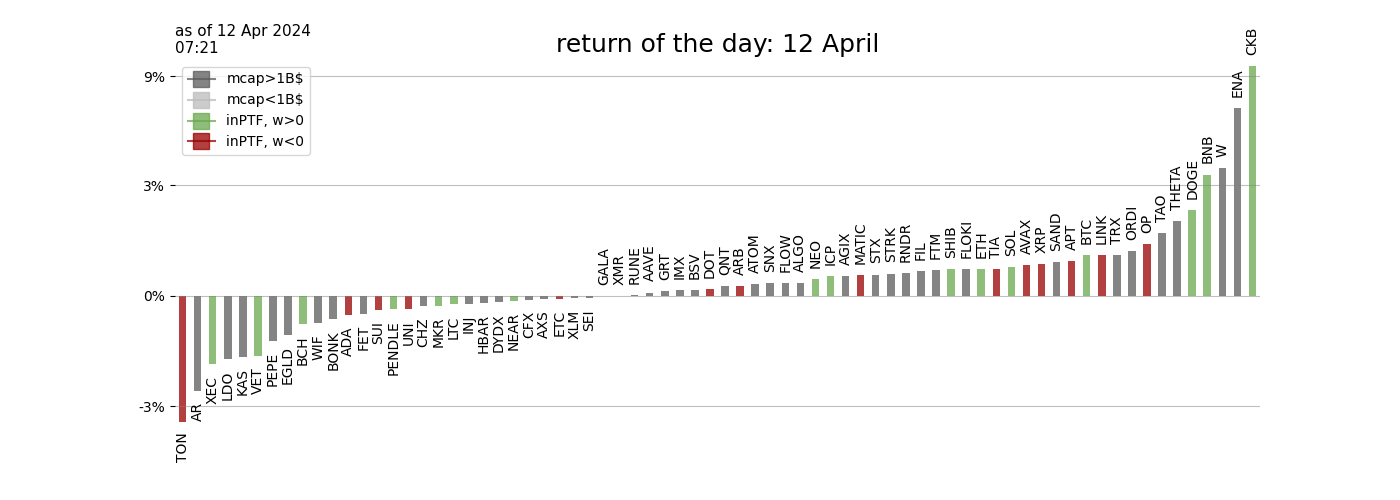 as of 12 Apr 2024
07:21
return of the day: 12 April
mcap>1B$
mcap<1B$
inPTF, w>0
inPTF, w<0
9%
3%
0%
-3%
TON
AR
XEC
LDO
KAS
VET
PEPE
EGLD
BCH
WIF
BONK
ADA
FET
SUI
PENDLE
UNI
CHZ
MKR
LTC
INJ
HBAR
DYDX
NEAR
CFX
AXS
ETC
XLM
SEI
GALA
XMR
RUNE
AAVE
GRT
IMX
BSV
DOT
QNT
ARB
ATOM
SNX
FLOW
ALGO
NEO
ICP
AGIX
MATIC
STX
STRK
RNDR
FIL
FTM
SHIB
FLOKI
ETH
TIA
SOL
AVAX
XRP
SAND
APT
BTC
LINK
TRX
ORDI
OP
TAO
THETA
DOGE
BNB
W
ENA
CKB